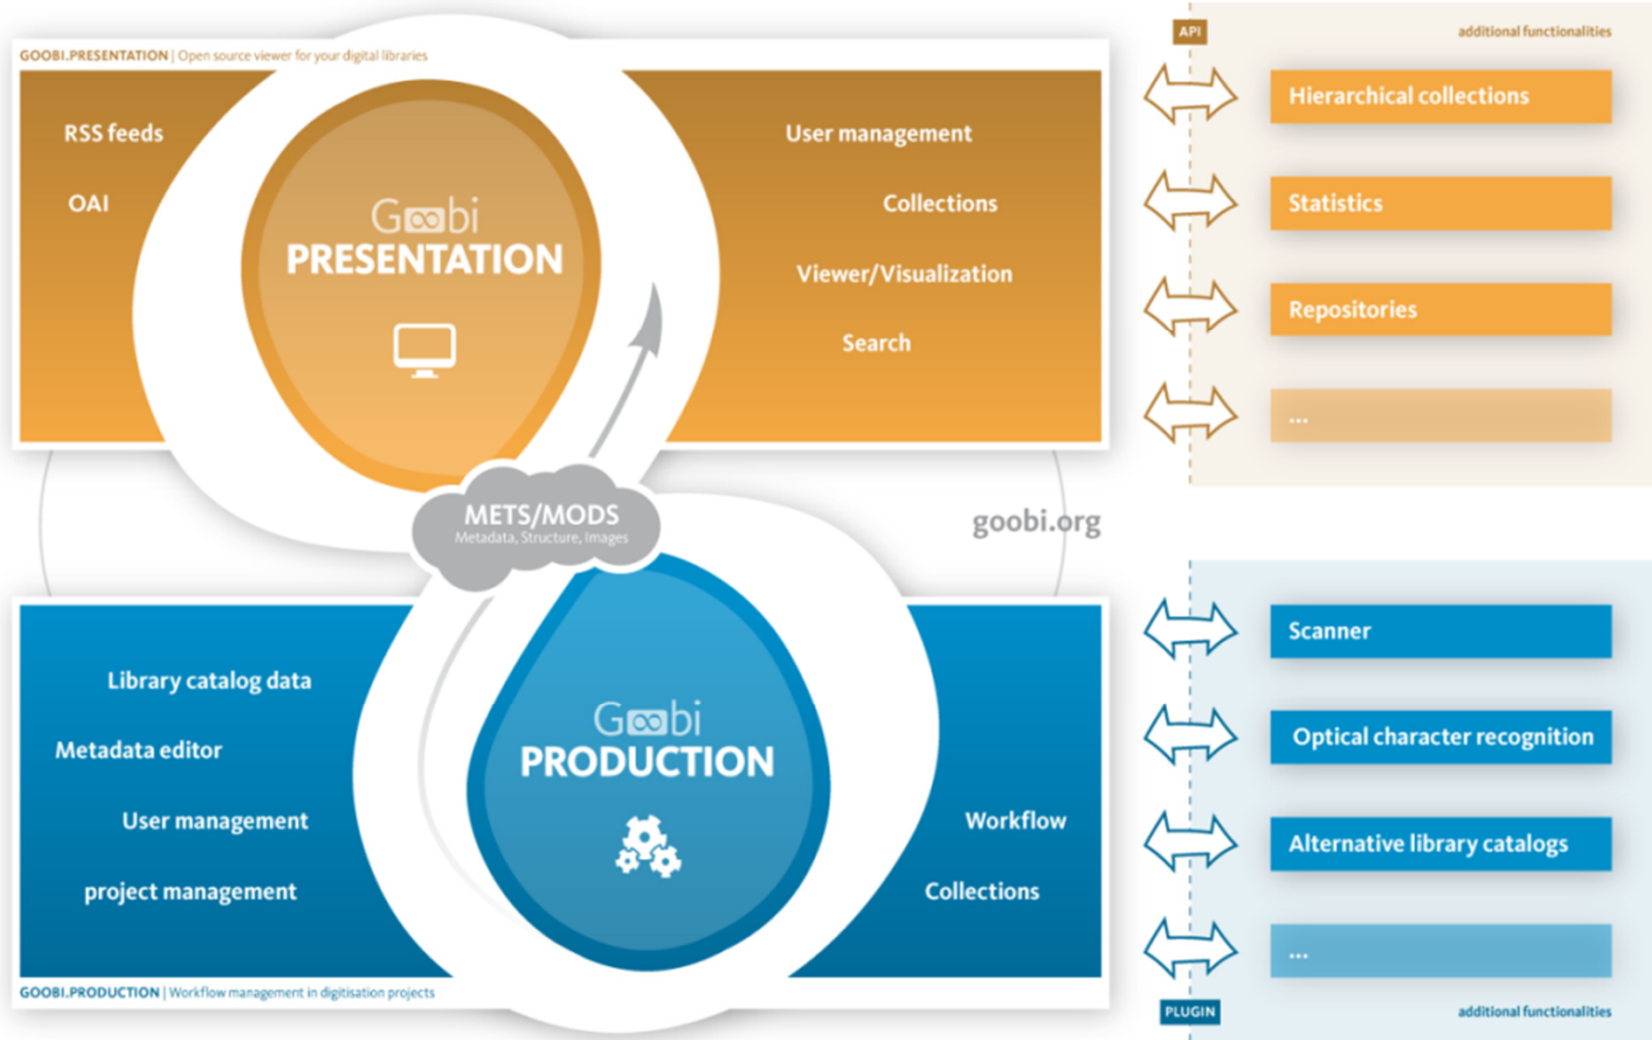 GOOBI.PRESENTATION | Open source viewer for your digital libraries
RSS feeds
OAI
Goobi
PRESENTATION
User management
Collections
Viewer/Visualization
Search
API
additional functionalities
Hierarchical collections
Statistics
Repositories
...
METS/MODS
Metadata, Structure, Images
goobi.org
Library catalog data
Metadata editor
User management
project management
Goobi
PRODUCTION
Workflow
Collections
GOOBI.PRODUCTION | Workflow management in digitisation projects
Scanner
Optical character recognition
Alternative library catalogs
...
PLUGIN
additional functionalities